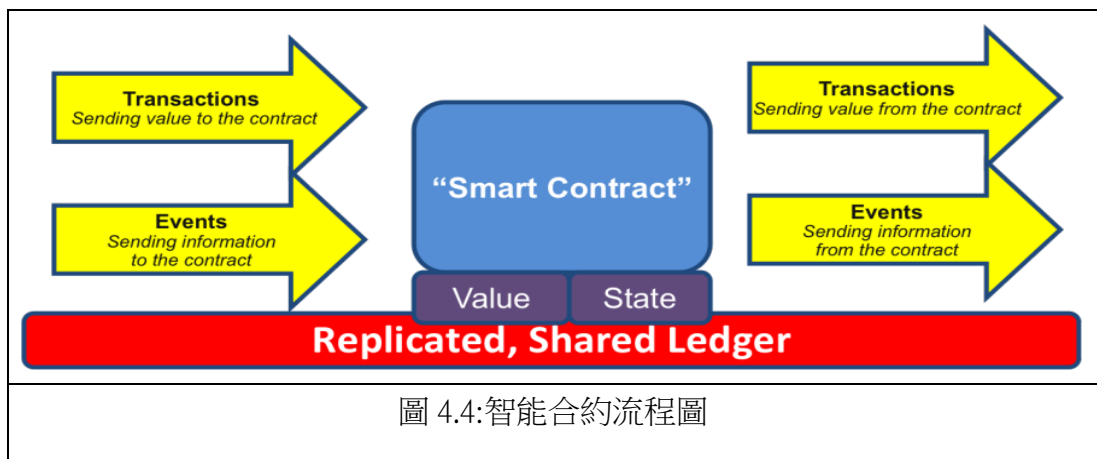 Transactions
Sending value to the contract
Events
Sending information
to the contract
“Smart Contract”
Value
State
Transactions
Sending value from the contract
Events
Sending information
from the contract
Replicated, Shared Ledger
圖 4.4:智能合約流程圖